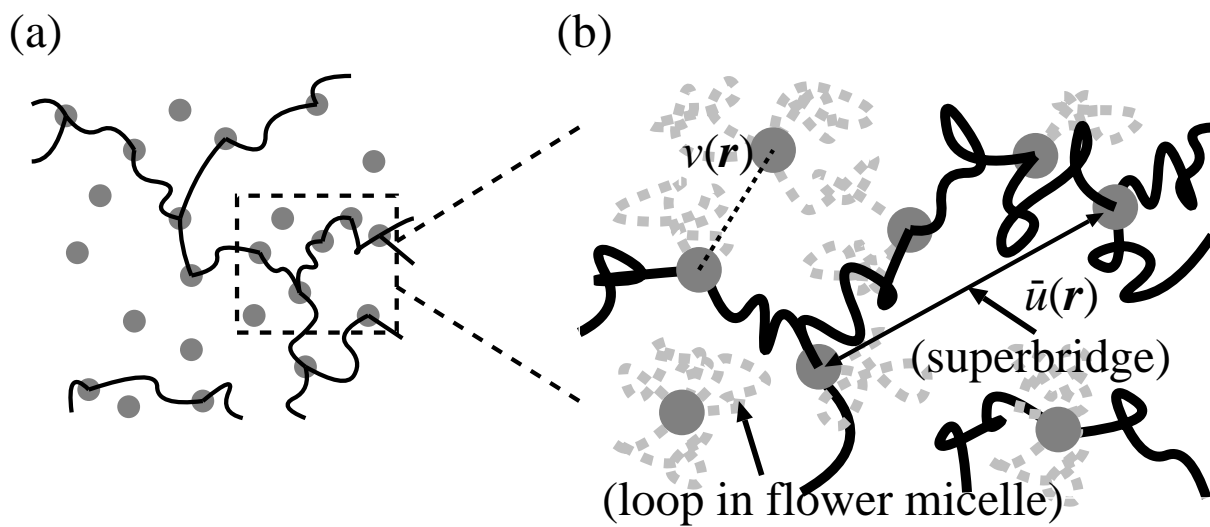 (a)
(b)
v(r)
ū(r)
(superbridge)
(loop in flower micelle)